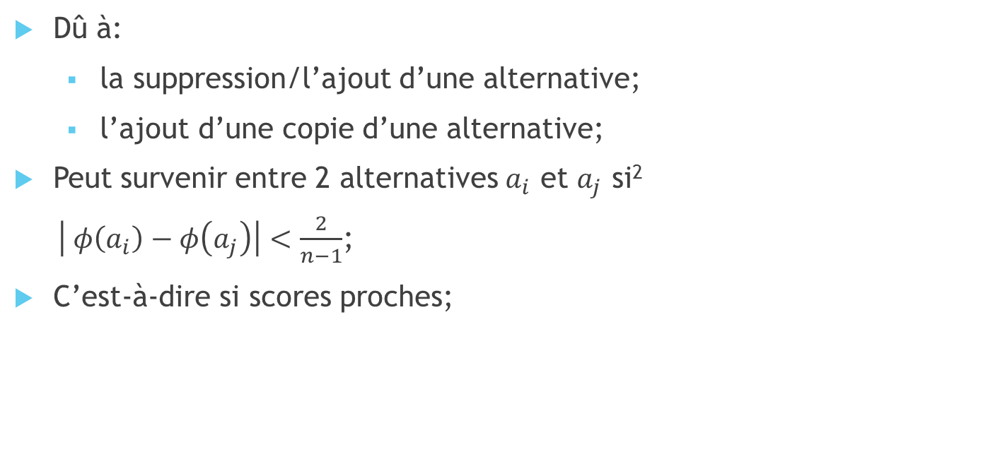 Dû à:
la suppression/l’ajout d’une alternative;
l’ajout d’une copie d’une alternative;
Peut survenir entre 2 alternatives $a_i$ et $a_j$ si²
$|\phi(a_i) - \phi(a_j)| < \frac{2}{n-1}$;
C’est-à-dire si scores proches;